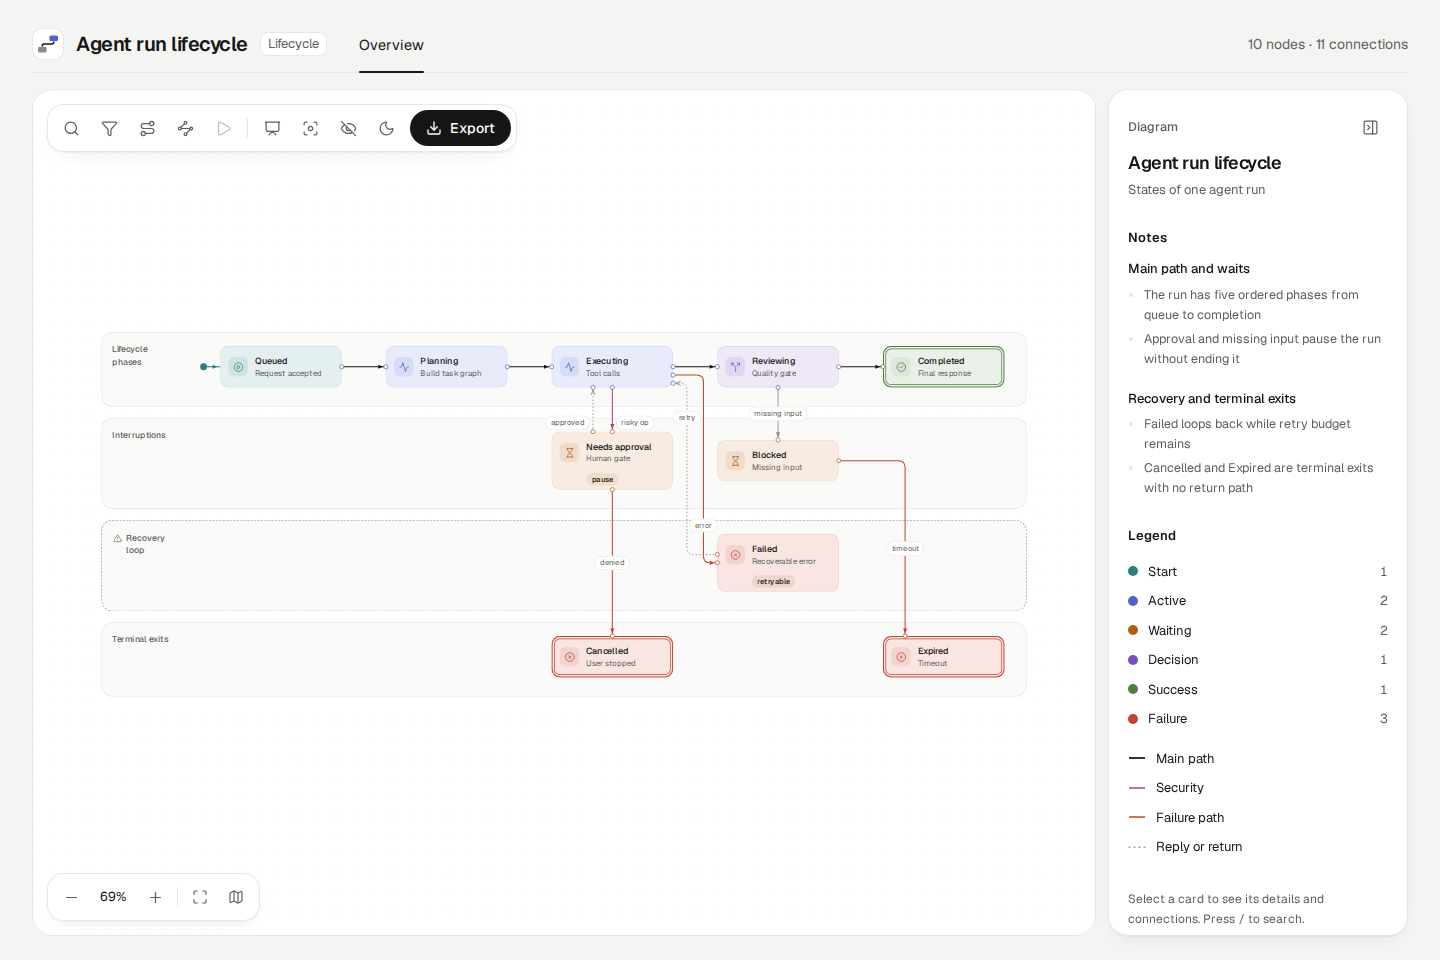 Agent run lifecycle
Lifecycle
Overview
10 nodes · 11 connections
Export
Lifecycle
phases
Queued
Request accepted
Planning
Build task graph
Executing
Tool calls
Reviewing
Quality gate
Completed
Final response
approved
risky op
retry
missing input
Interruptions
Needs approval
Human gate
pause
Blocked
Missing input
error
Recovery
loop
Failed
Recoverable error
retryable
denied
timeout
Terminal exits
Cancelled
User stopped
Expired
Timeout
69%
Diagram
Agent run lifecycle
States of one agent run
Notes
Main path and waits
The run has five ordered phases from
queue to completion
Approval and missing input pause the run
without ending it
Recovery and terminal exits
Failed loops back while retry budget
remains
Cancelled and Expired are terminal exits
with no return path
Legend
Start 1
Active 2
Waiting 2
Decision 1
Success 1
Failure 3
Main path
Security
Failure path
Reply or return
Select a card to see its details and
connections. Press / to search.